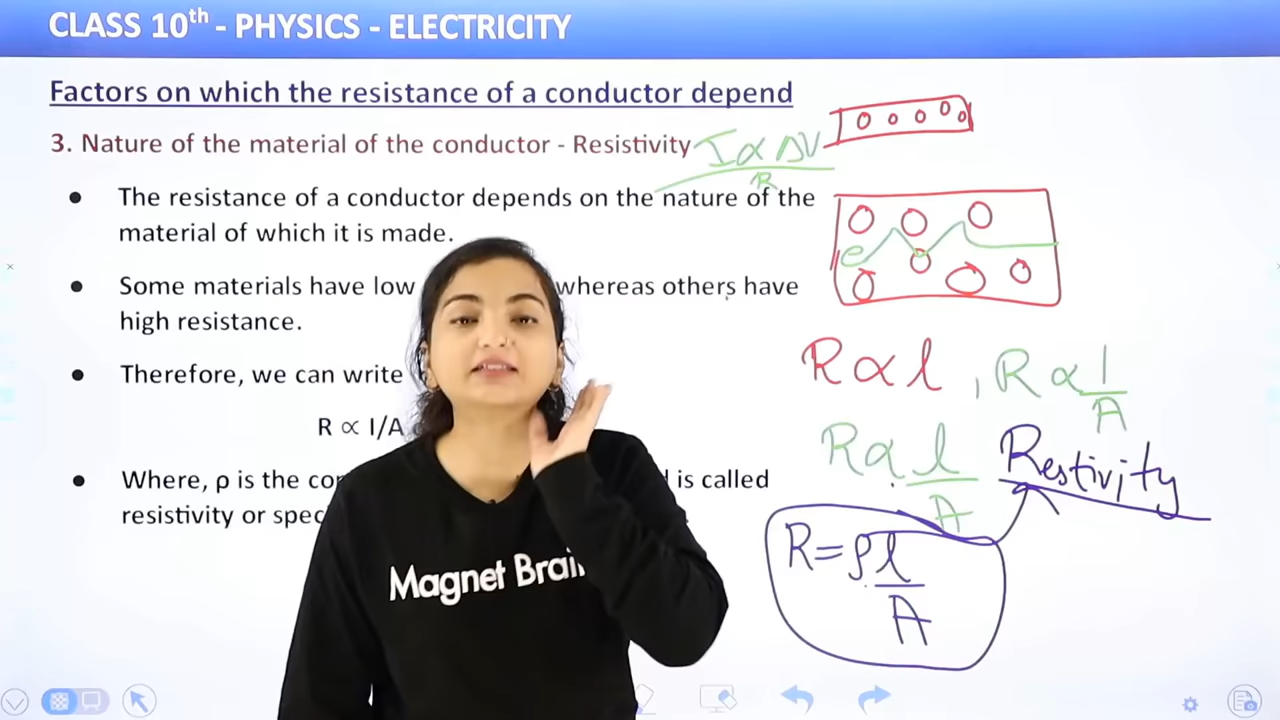 CLASS 10th - PHYSICS - ELECTRICITY
Factors on which the resistance of a conductor depend
3. Nature of the material of the conductor - Resistivity
I ∝ ΔV
R
The resistance of a conductor depends on the nature of the
material of which it is made.
Some materials have low whereas others have
high resistance.
Therefore, we can write
R ∝ l/A
Where, ρ is the is called
resistivity or
e
R ∝ l , R ∝ 1/A
R ∝ l/A
Restivity
R = ρ l/A
Magnet Brai